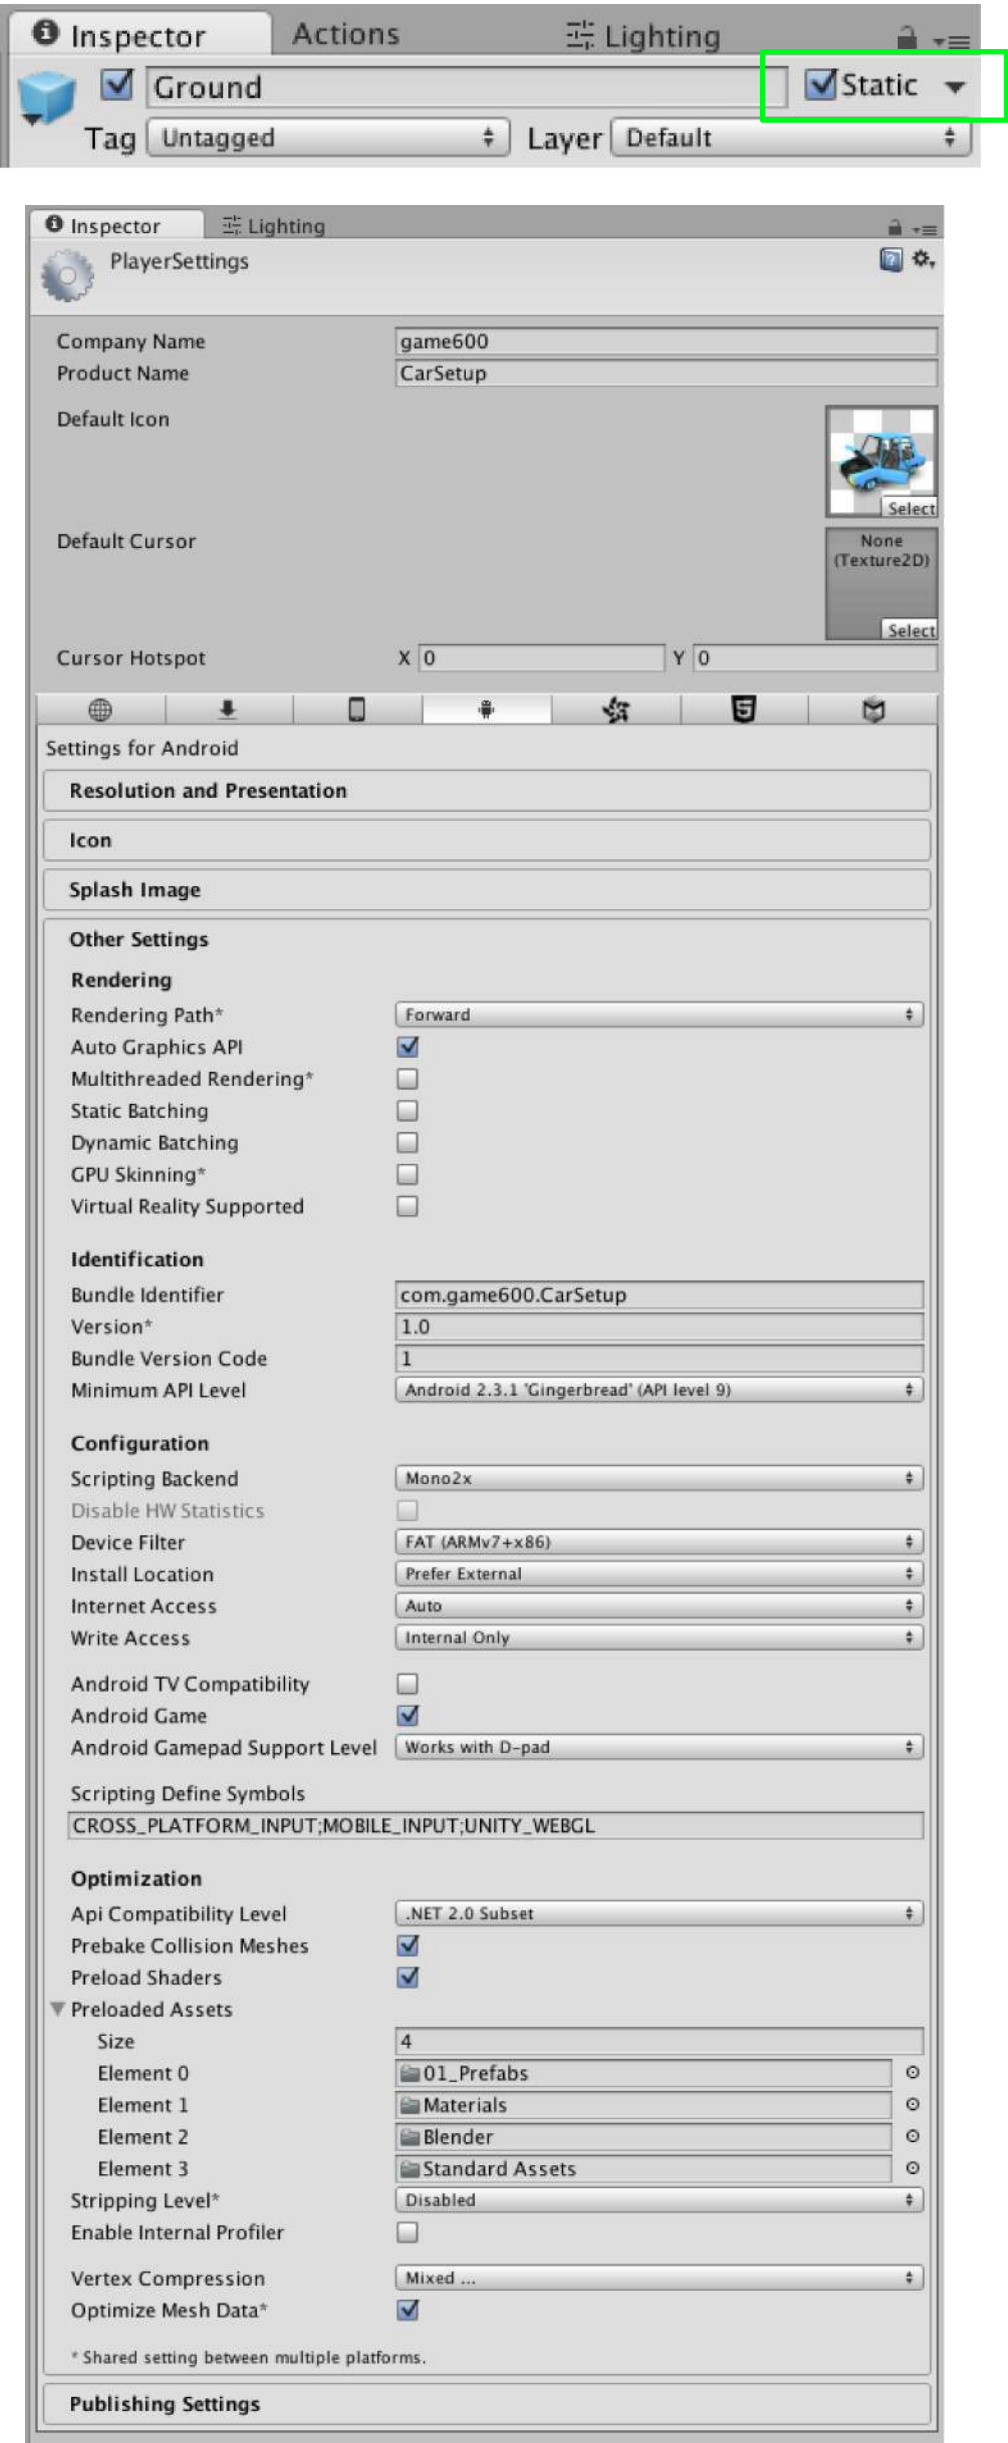 Inspector Actions Lighting
Ground Static
Tag Untagged Layer Default
Inspector Lighting
PlayerSettings
Company Name game600
Product Name CarSetup
Default Icon
Select
Default Cursor None
(Texture2D)
Select
Cursor Hotspot X 0 Y 0
Settings for Android
Resolution and Presentation
Icon
Splash Image
Other Settings
Rendering
Rendering Path* Forward
Auto Graphics API
Multithreaded Rendering*
Static Batching
Dynamic Batching
GPU Skinning*
Virtual Reality Supported
Identification
Bundle Identifier com.game600.CarSetup
Version* 1.0
Bundle Version Code 1
Minimum API Level Android 2.3.1 'Gingerbread' (API level 9)
Configuration
Scripting Backend Mono2x
Disable HW Statistics
Device Filter FAT (ARMv7+x86)
Install Location Prefer External
Internet Access Auto
Write Access Internal Only
Android TV Compatibility
Android Game
Android Gamepad Support Level Works with D-pad
Scripting Define Symbols
CROSS_PLATFORM_INPUT;MOBILE_INPUT;UNITY_WEBGL
Optimization
Api Compatibility Level .NET 2.0 Subset
Prebake Collision Meshes
Preload Shaders
Preloaded Assets
Size 4
Element 0 01_Prefabs
Element 1 Materials
Element 2 Blender
Element 3 Standard Assets
Stripping Level* Disabled
Enable Internal Profiler
Vertex Compression Mixed ...
Optimize Mesh Data*
* Shared setting between multiple platforms.
Publishing Settings